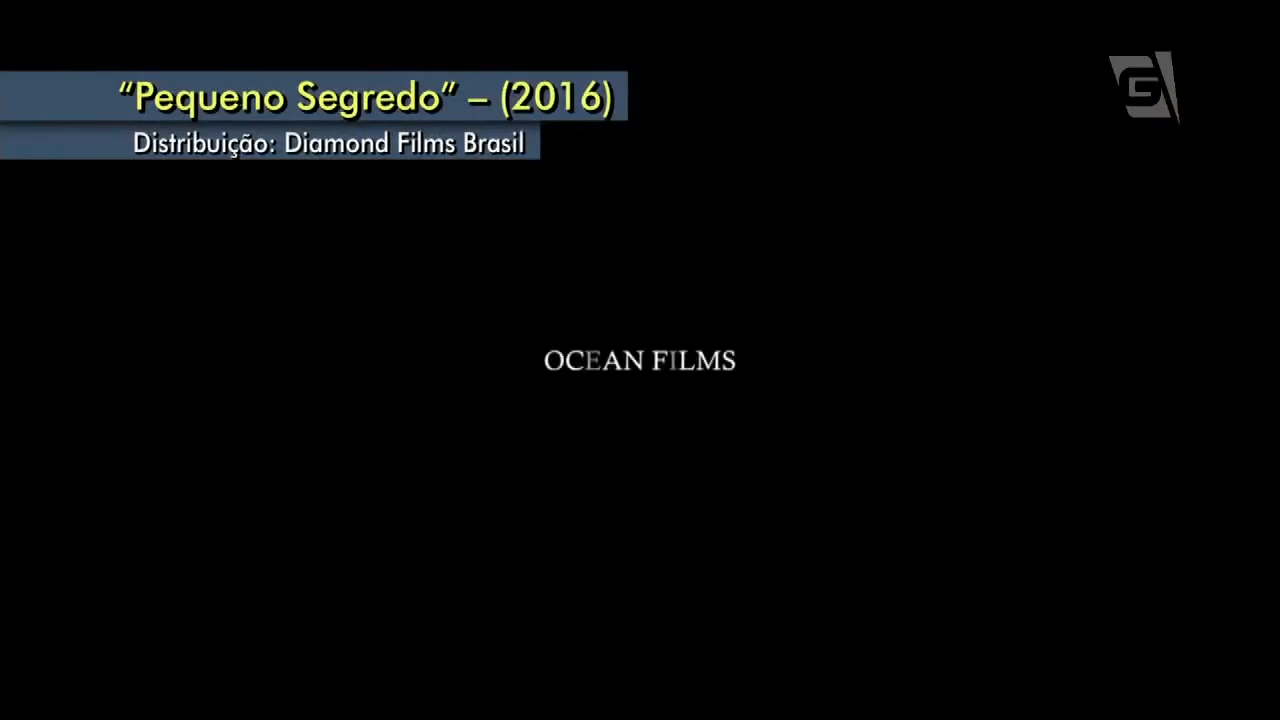 “Pequeno Segredo” – (2016)
Distribuição: Diamond Films Brasil
OCEAN FILMS